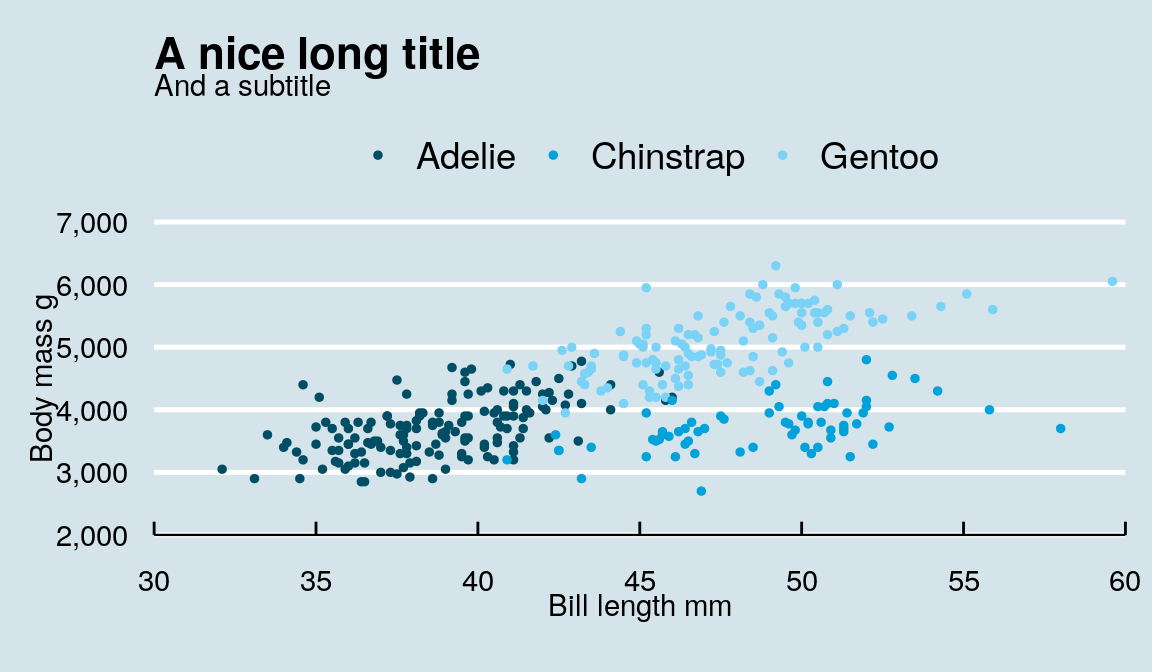 A nice long title
And a subtitle
Adelie Chinstrap Gentoo
7,000
6,000
5,000
4,000
3,000
2,000
Body mass g
30 35 40 45 50 55 60
Bill length mm